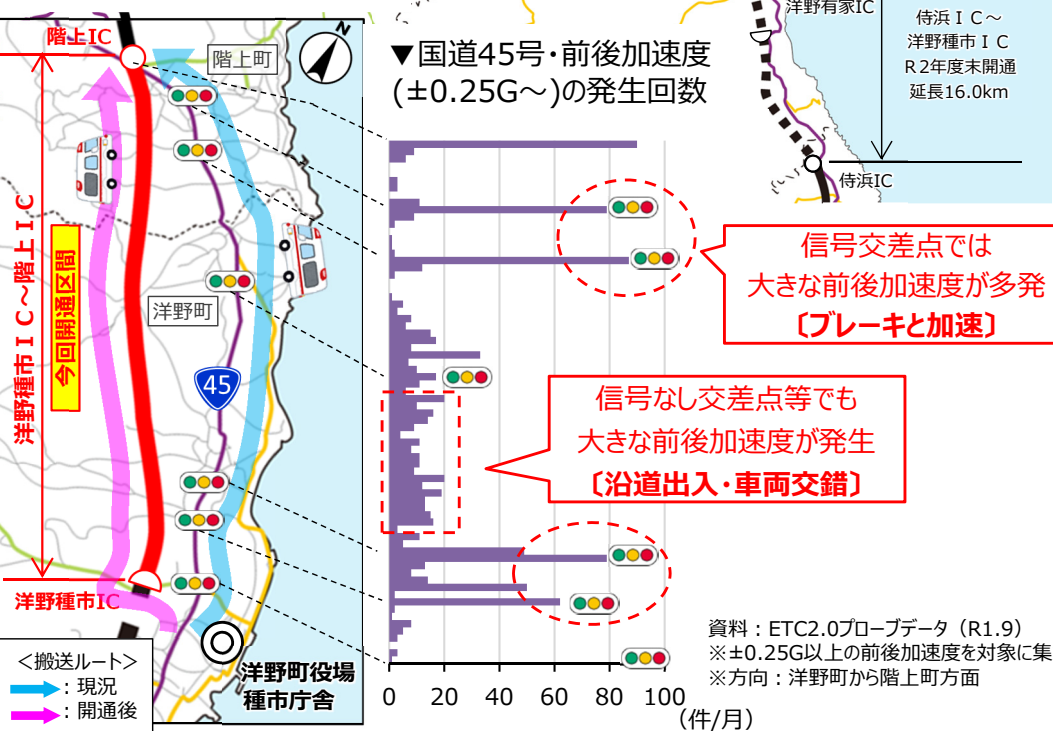 階上IC
階上町
洋野種市ＩＣ～階上ＩＣ
今回開通区間
洋野町
45
洋野種市IC
洋野町役場
種市庁舎
＜搬送ルート＞
：現況
：開通後
N
▼国道45号・前後加速度
(±0.25G～)の発生回数
0 20 40 60 80 100
(件/月)
洋野有家IC
侍浜ＩＣ～
洋野種市ＩＣ
Ｒ２年度末開通
延長16.0km
侍浜IC
信号交差点では
大きな前後加速度が多発
〔ブレーキと加速〕
信号なし交差点等でも
大きな前後加速度が発生
〔沿道出入・車両交錯〕
資料：ETC2.0プローブデータ（R1.9）
※±0.25G以上の前後加速度を対象に集
※方向：洋野町から階上町方面